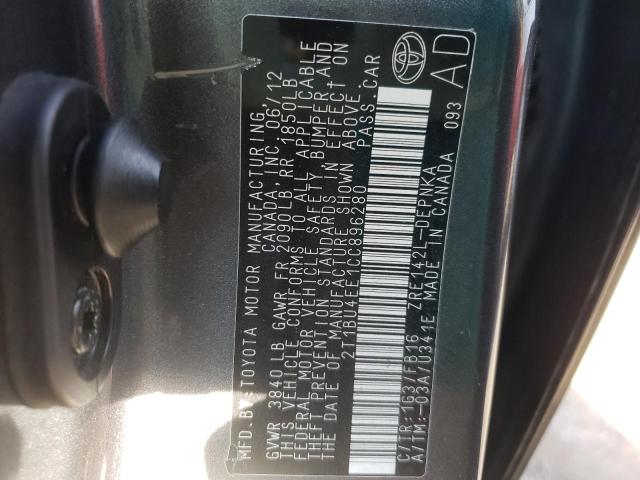 MFD. BY: TOYOTA MOTOR MANUFACTURING,
CANADA, INC. 06/12
GVWR 3840LB GAWR FR 2090LB, RR 1850LB
THIS VEHICLE CONFORMS TO ALL APPLICABLE
FEDERAL MOTOR VEHICLE SAFETY, BUMPER, AND
THEFT PREVENTION STANDARDS IN EFFECT ON
THE DATE OF MANUFACTURE SHOWN ABOVE.
2T1BU4EE1CC896280 PASS. CAR
C/TR: 1G3/FB16 ZRE142L-DEPNKA
A/TM: -03A/U341E MADE IN CANADA 093
AD